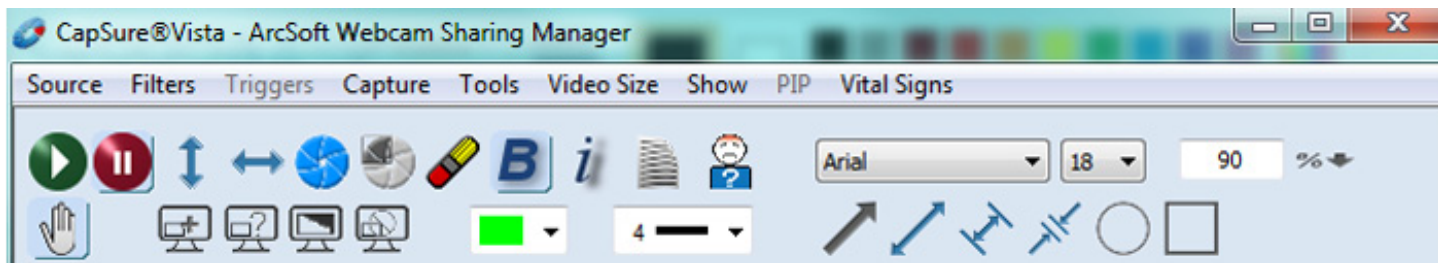 CapSure®Vista - ArcSoft Webcam Sharing Manager
Source Filters Triggers Capture Tools Video Size Show PIP Vital Signs
B i ? Arial 18 90 %
? 4